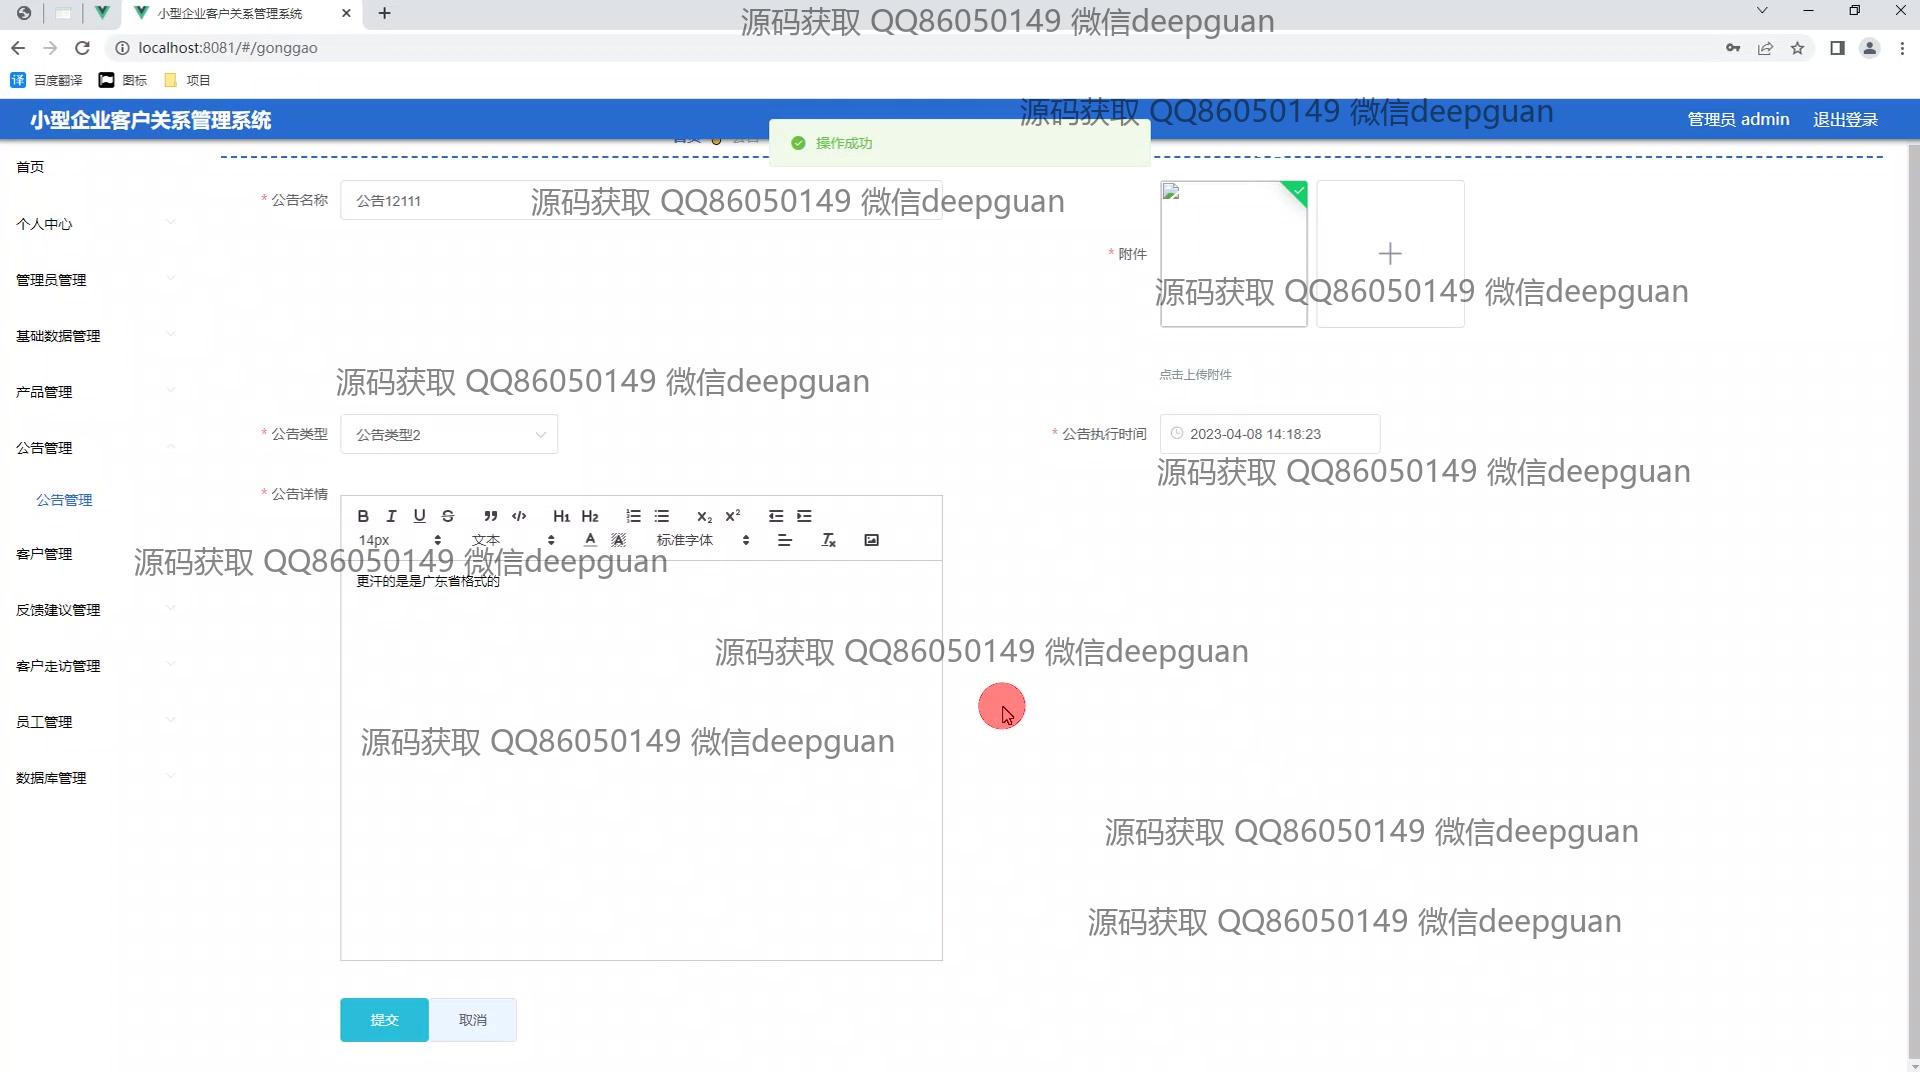 小型企业客户关系管理系统
源码获取 QQ86050149 微信deepguan
localhost:8081/#/gonggao
百度翻译 图标 项目
小型企业客户关系管理系统
源码获取 QQ86050149 微信deepguan
管理员 admin 退出登录
操作成功
首页
* 公告名称 公告12111
源码获取 QQ86050149 微信deepguan
个人中心
* 附件
管理员管理
源码获取 QQ86050149 微信deepguan
基础数据管理
点击上传附件
产品管理
源码获取 QQ86050149 微信deepguan
* 公告类型 公告类型2
* 公告执行时间 2023-04-08 14:18:23
公告管理
源码获取 QQ86050149 微信deepguan
* 公告详情
公告管理
B I U S H1 H2 x2 x2
14px 文本 A A 标准字体
客户管理
源码获取 QQ86050149 微信deepguan
更汗的是是广东省格式的
反馈建议管理
源码获取 QQ86050149 微信deepguan
客户走访管理
员工管理
源码获取 QQ86050149 微信deepguan
数据库管理
源码获取 QQ86050149 微信deepguan
源码获取 QQ86050149 微信deepguan
提交 取消